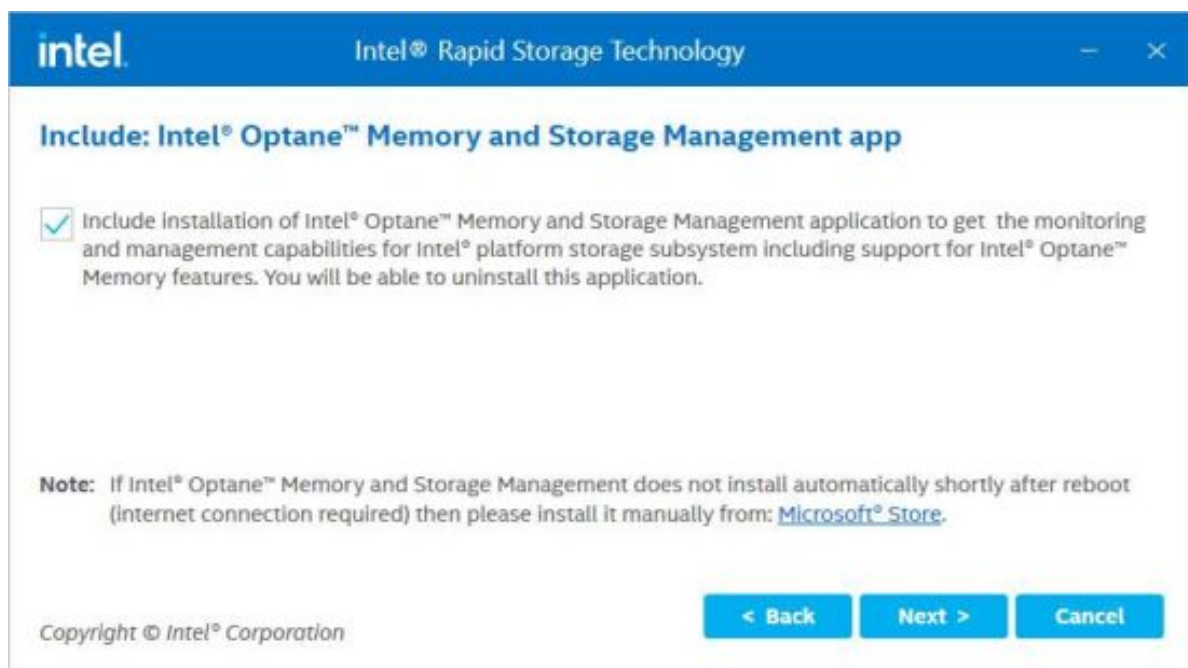 intel.
Intel® Rapid Storage Technology
Include: Intel® Optane™ Memory and Storage Management app
Include installation of Intel® Optane™ Memory and Storage Management application to get the monitoring
and management capabilities for Intel® platform storage subsystem including support for Intel® Optane™
Memory features. You will be able to uninstall this application.
Note: If Intel® Optane™ Memory and Storage Management does not install automatically shortly after reboot
(internet connection required) then please install it manually from: Microsoft® Store.
< Back
Next >
Cancel
Copyright © Intel® Corporation